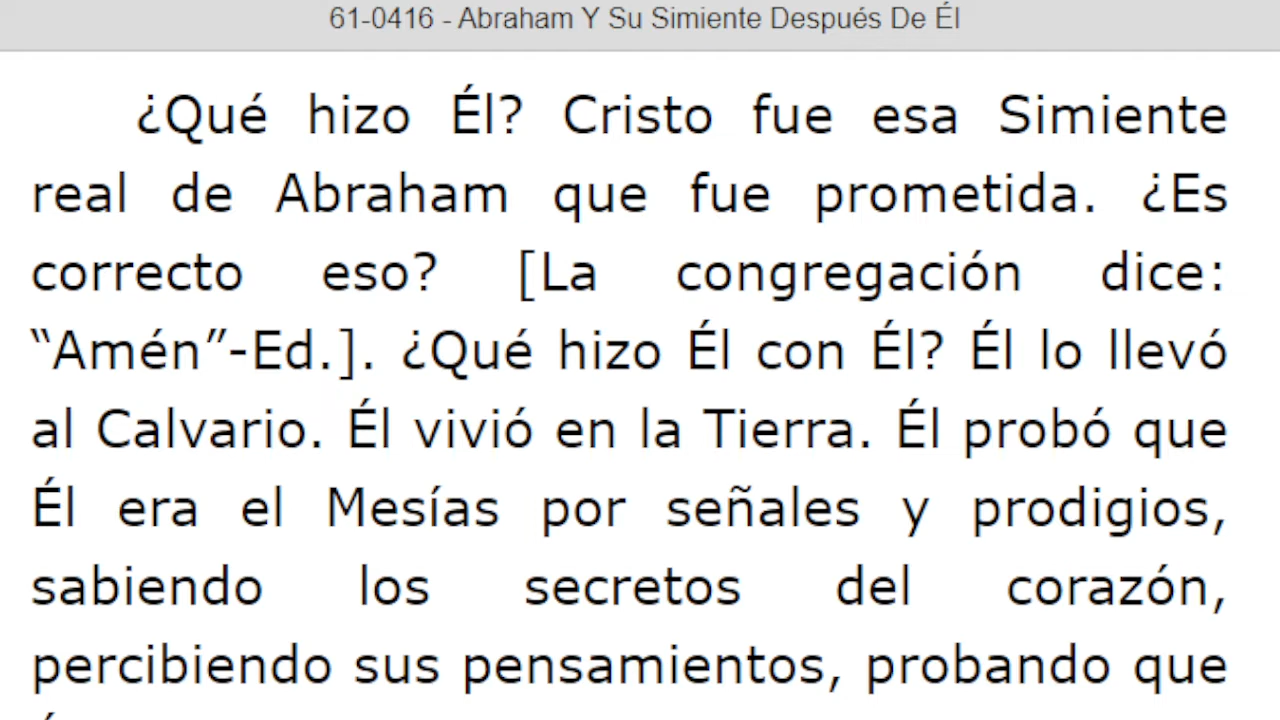 61-0416 - Abraham Y Su Simiente Después De Él
¿Qué hizo Él? Cristo fue esa Simiente
real de Abraham que fue prometida. ¿Es
correcto eso? [La congregación dice:
“Amén”-Ed.]. ¿Qué hizo Él con Él? Él lo llevó
al Calvario. Él vivió en la Tierra. Él probó que
Él era el Mesías por señales y prodigios,
sabiendo los secretos del corazón,
percibiendo sus pensamientos, probando que